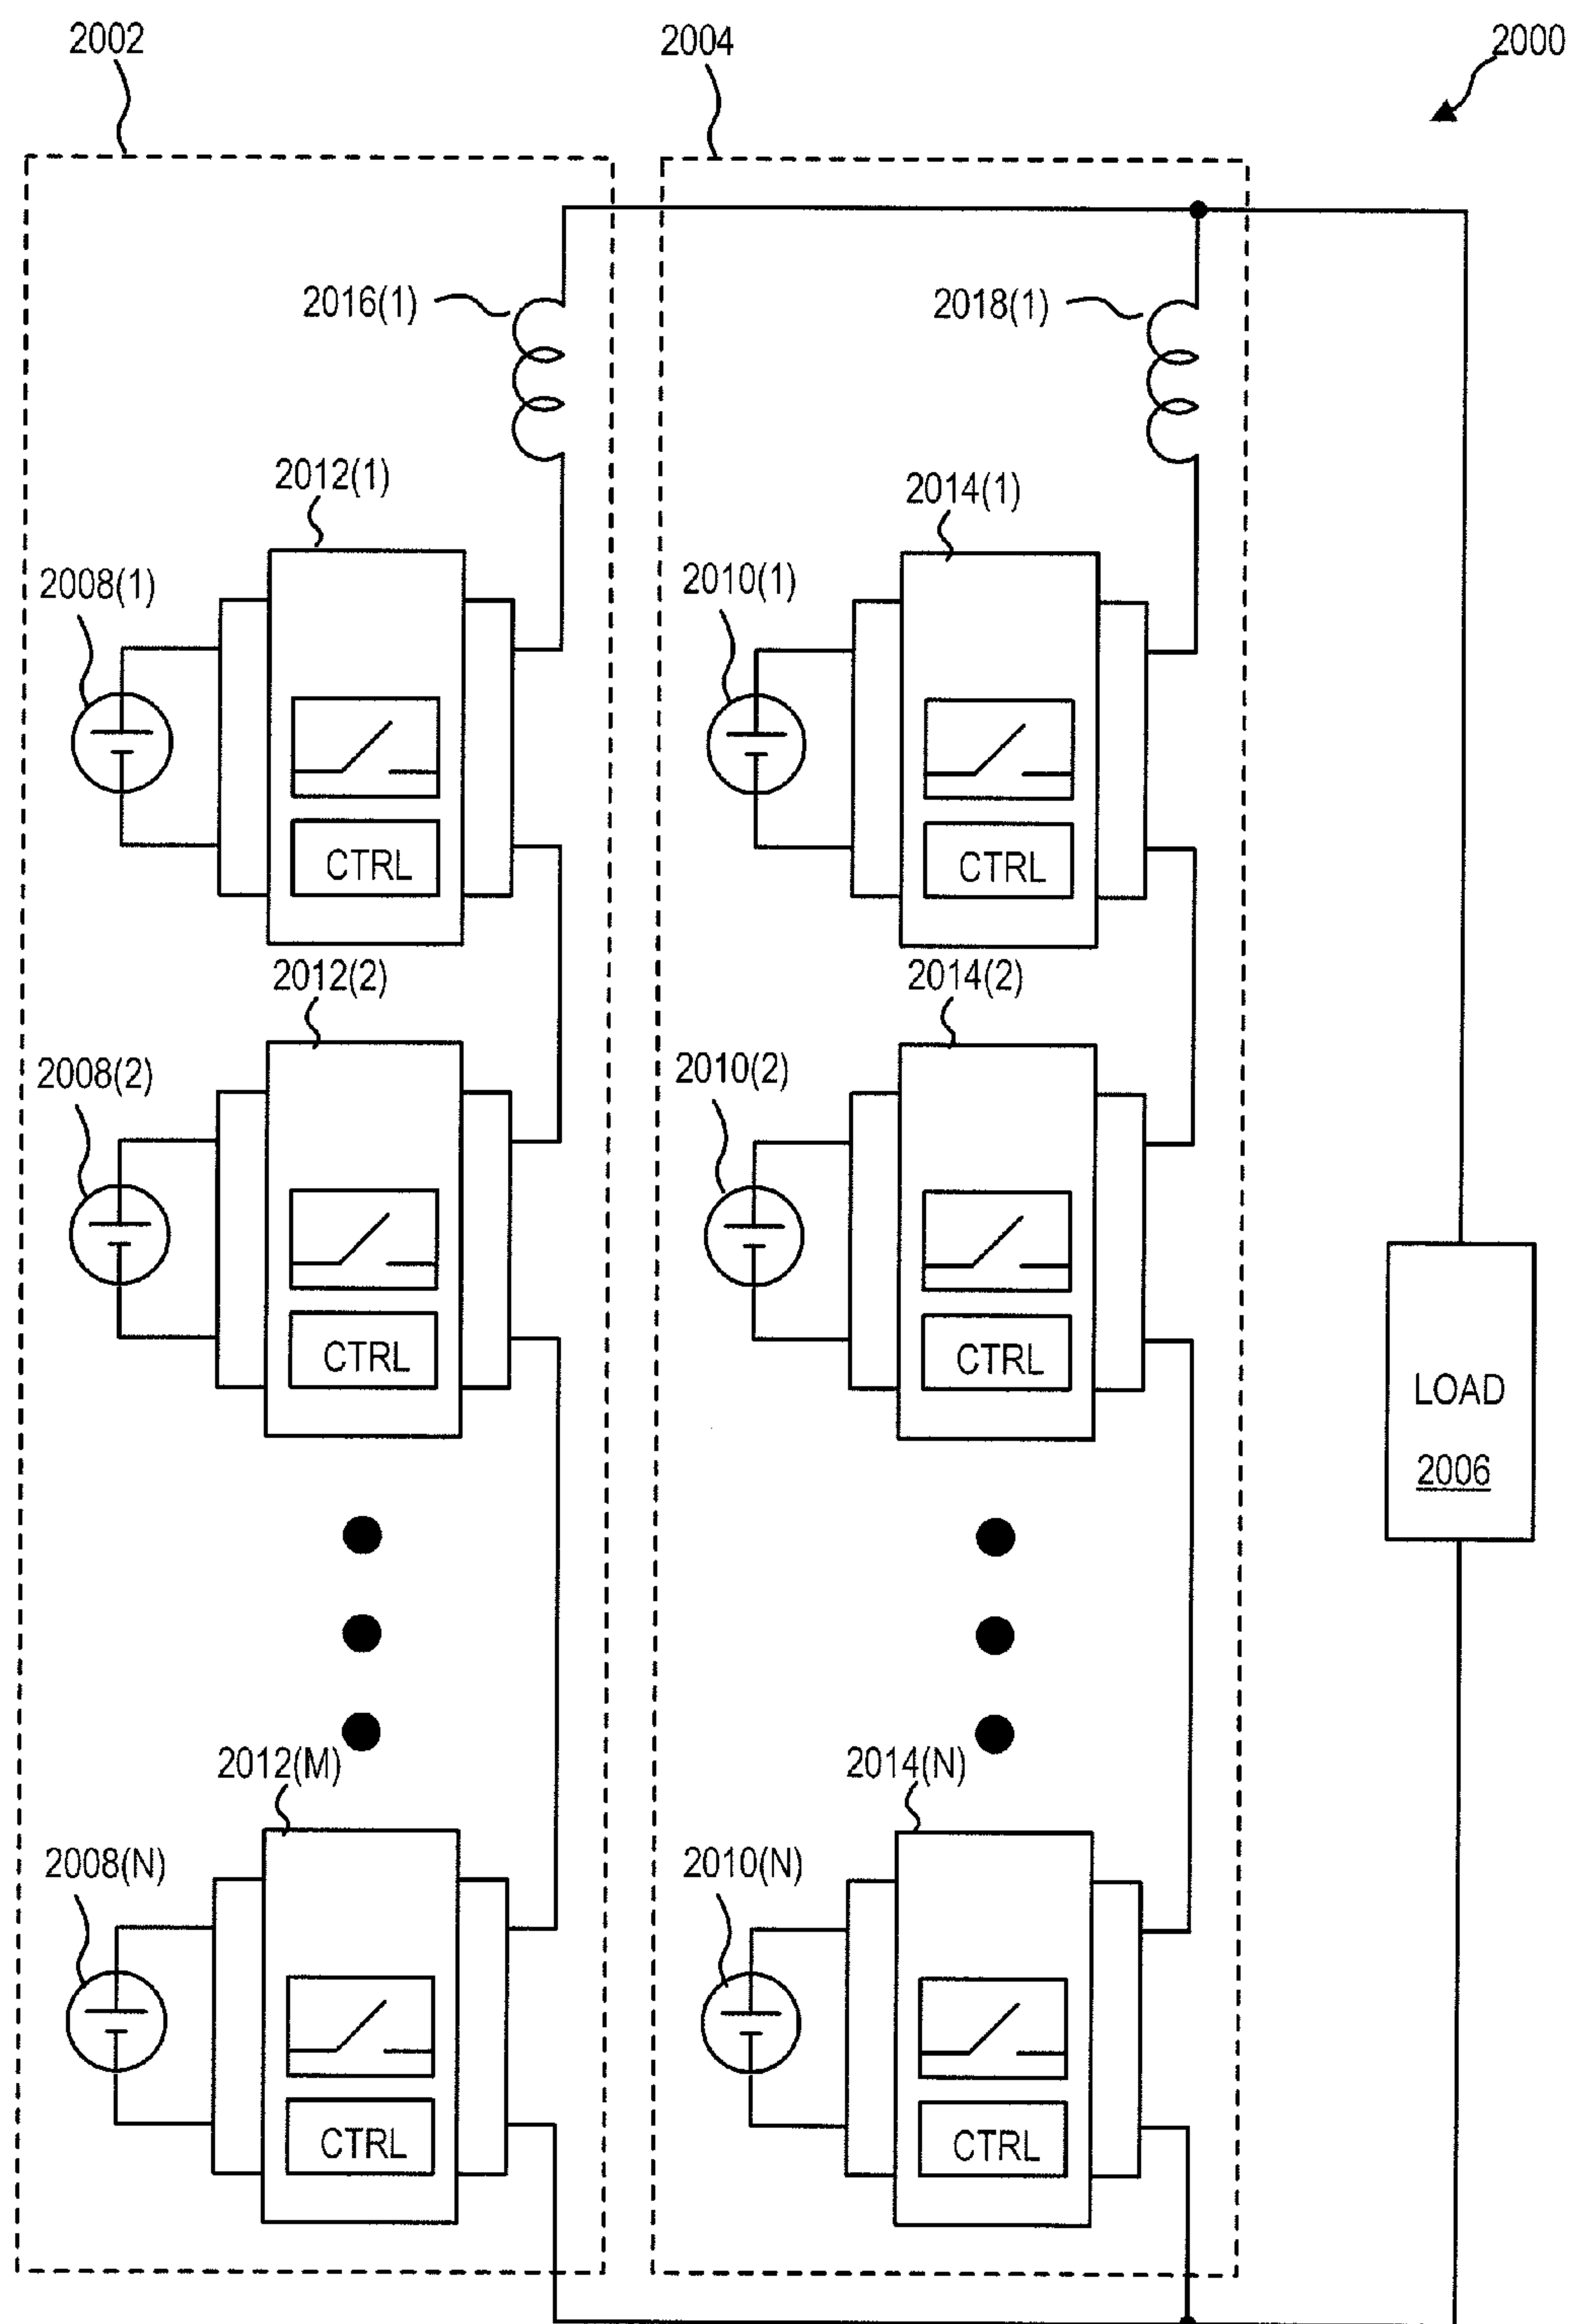 2002
2004
2000
2016(1)
2018(1)
2012(1)
2014(1)
2008(1)
2010(1)
CTRL
CTRL
2012(2)
2014(2)
2008(2)
2010(2)
CTRL
CTRL
LOAD
2006
2012(M)
2014(N)
2008(N)
2010(N)
CTRL
CTRL